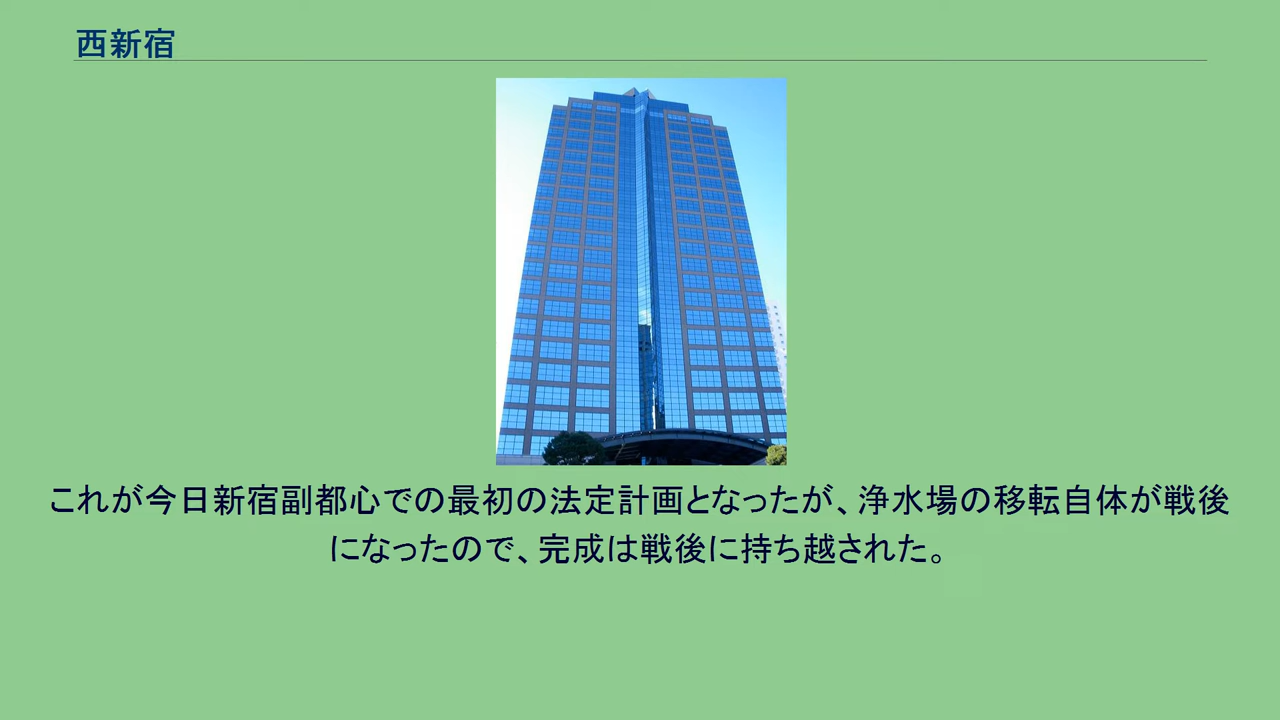 西新宿
これが今日新宿副都心での最初の法定計画となったが、浄水場の移転自体が戦後
になったので、完成は戦後に持ち越された。